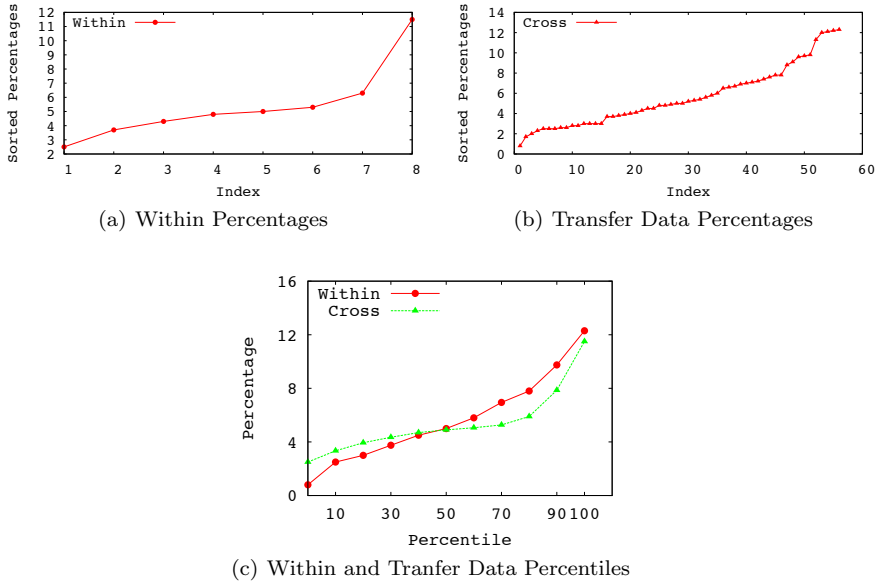 Within
Sorted Percentages
12
11
10
9
8
7
6
5
4
3
2
1 2 3 4 5 6 7 8
Index
(a) Within Percentages
Cross
Sorted Percentages
14
12
10
8
6
4
2
0
0 10 20 30 40 50 60
Index
(b) Transfer Data Percentages
Within
Cross
Percentage
16
12
8
4
0
10 30 50 70 90 100
Percentile
(c) Within and Tranfer Data Percentiles